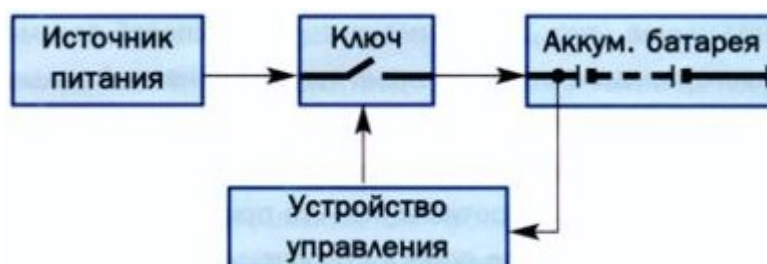 Источник
питания
Ключ
Аккум. батарея
Устройство
управления